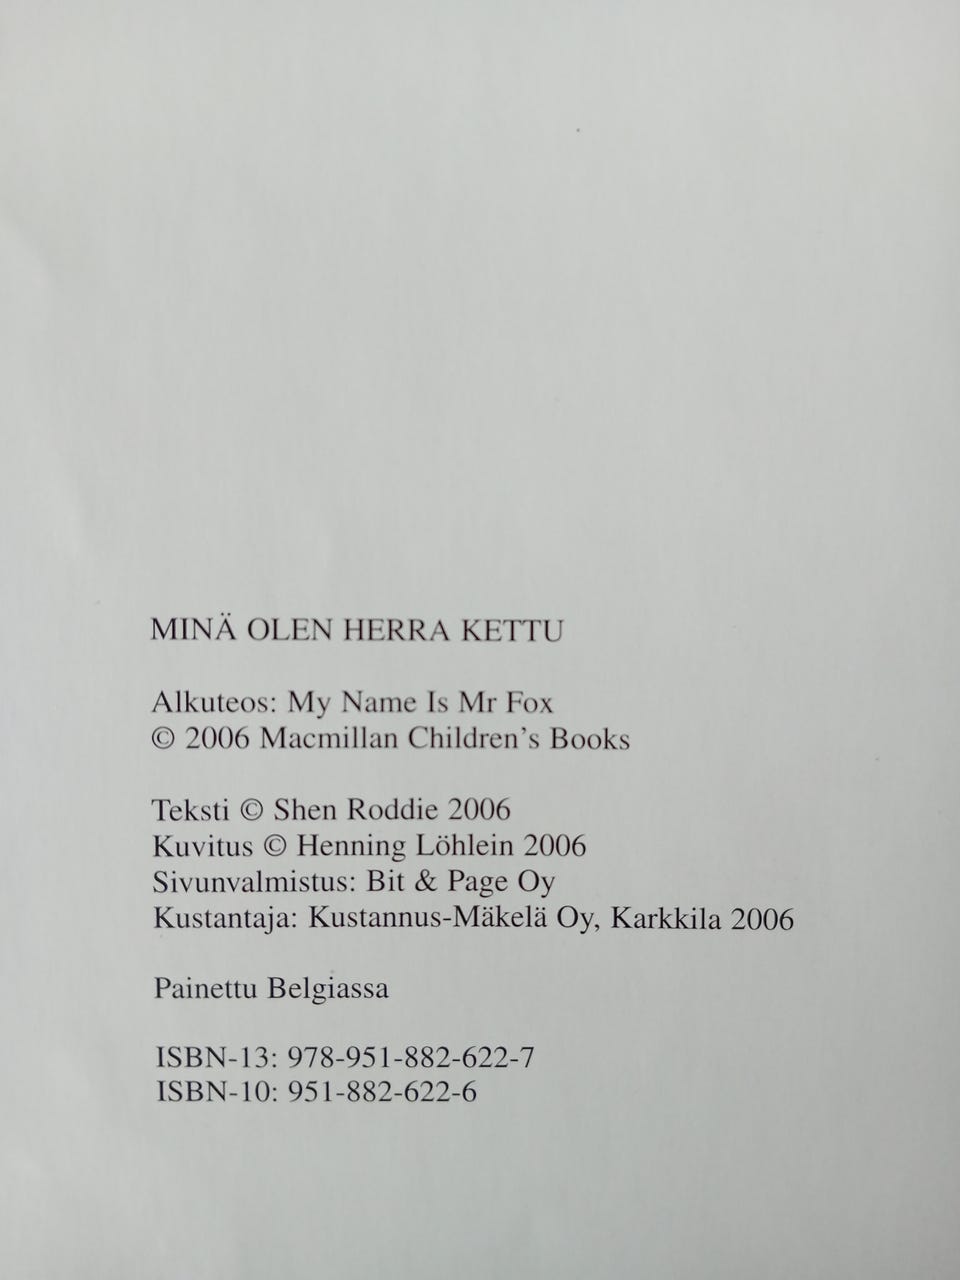 MINÄ OLEN HERRA KETTU
Alkuteos: My Name Is Mr Fox
© 2006 Macmillan Children's Books
Teksti © Shen Roddie 2006
Kuvitus © Henning Löhlein 2006
Sivunvalmistus: Bit & Page Oy
Kustantaja: Kustannus-Mäkelä Oy, Karkkila 2006
Painettu Belgiassa
ISBN-13: 978-951-882-622-7
ISBN-10: 951-882-622-6